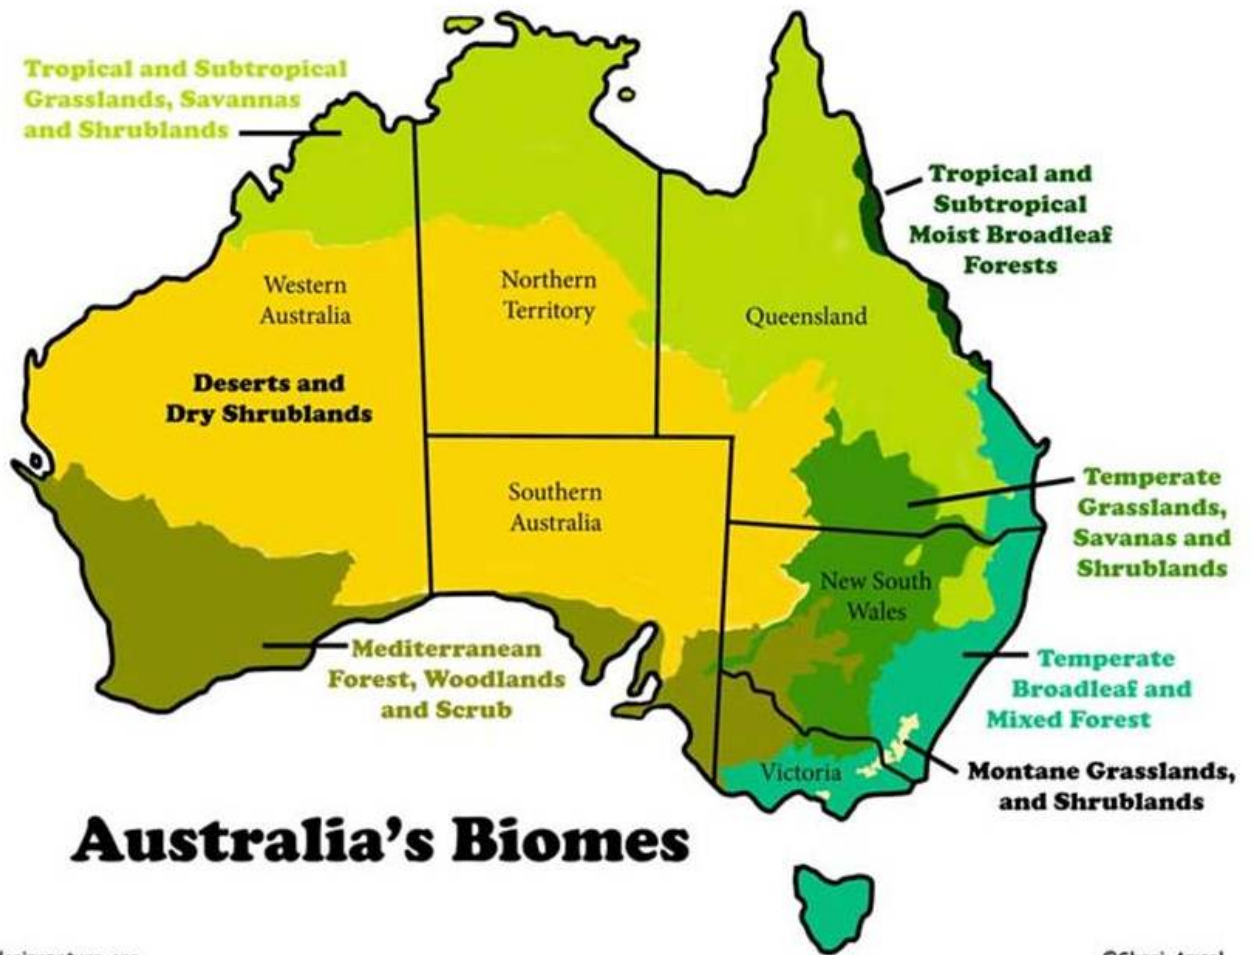 Tropical and Subtropical
Grasslands, Savannas
and Shrublands
Tropical and
Subtropical
Moist Broadleaf
Forests
Western
Australia
Northern
Territory
Queensland
Deserts and
Dry Shrublands
Southern
Australia
Temperate
Grasslands,
Savanas and
Shrublands
New South
Wales
Mediterranean
Forest, Woodlands
and Scrub
Temperate
Broadleaf and
Mixed Forest
Victoria
Montane Grasslands,
and Shrublands
Australia's Biomes